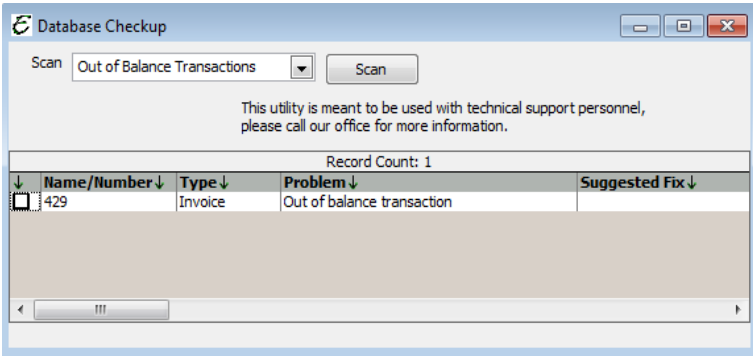 Database Checkup
Scan Out of Balance Transactions Scan
This utility is meant to be used with technical support personnel,
please call our office for more information.
Record Count: 1
↓ Name/Number↓ Type↓ Problem↓ Suggested Fix↓
429 Invoice Out of balance transaction